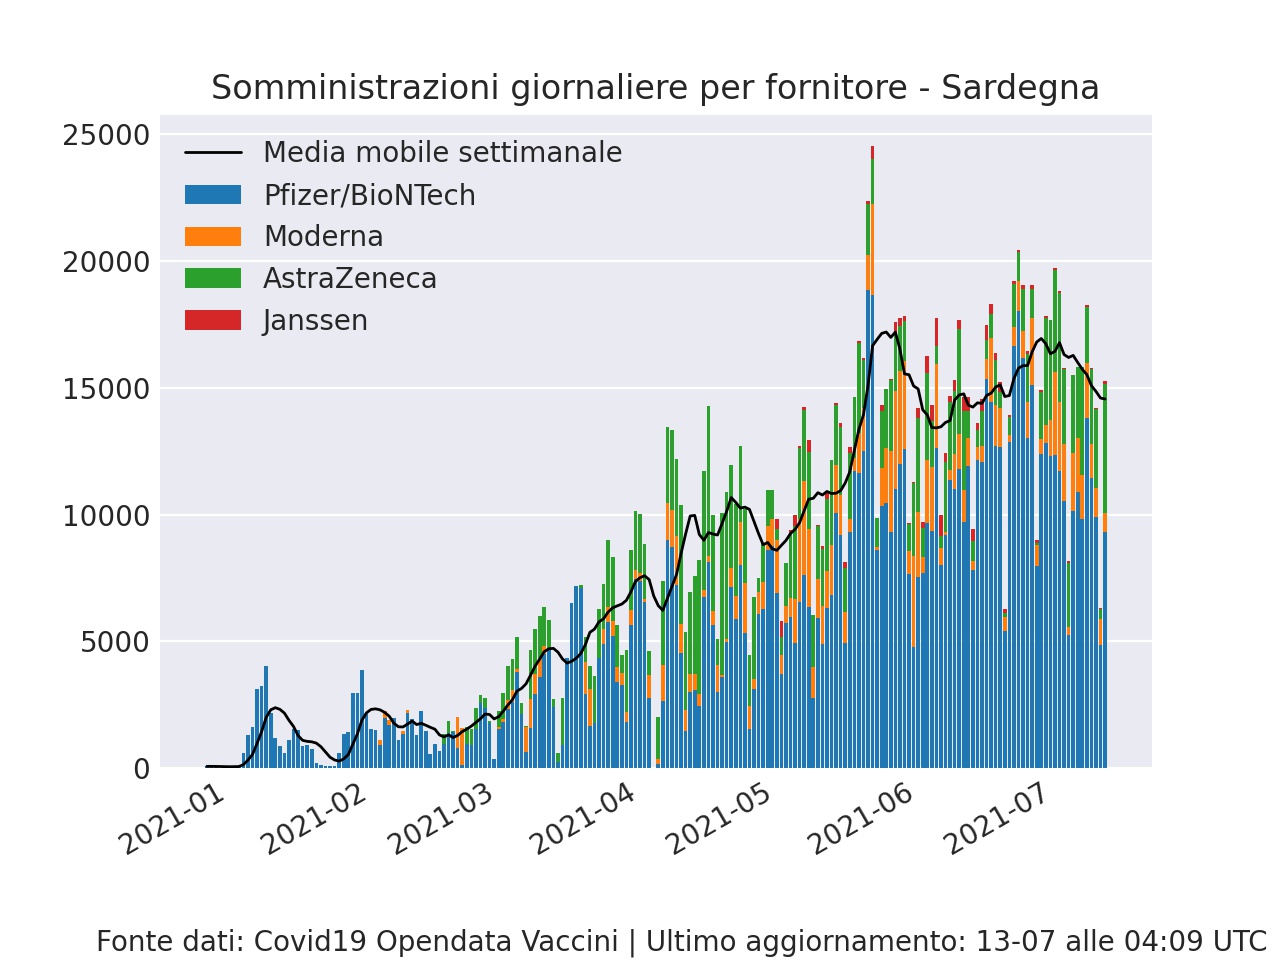 Somministrazioni giornaliere per fornitore - Sardegna
25000
20000
15000
10000
5000
0
Media mobile settimanale
Pfizer/BioNTech
Moderna
AstraZeneca
Janssen
2021-01
2021-02
2021-03
2021-04
2021-05
2021-06
2021-07
Fonte dati: Covid19 Opendata Vaccini | Ultimo aggiornamento: 13-07 alle 04:09 UTC